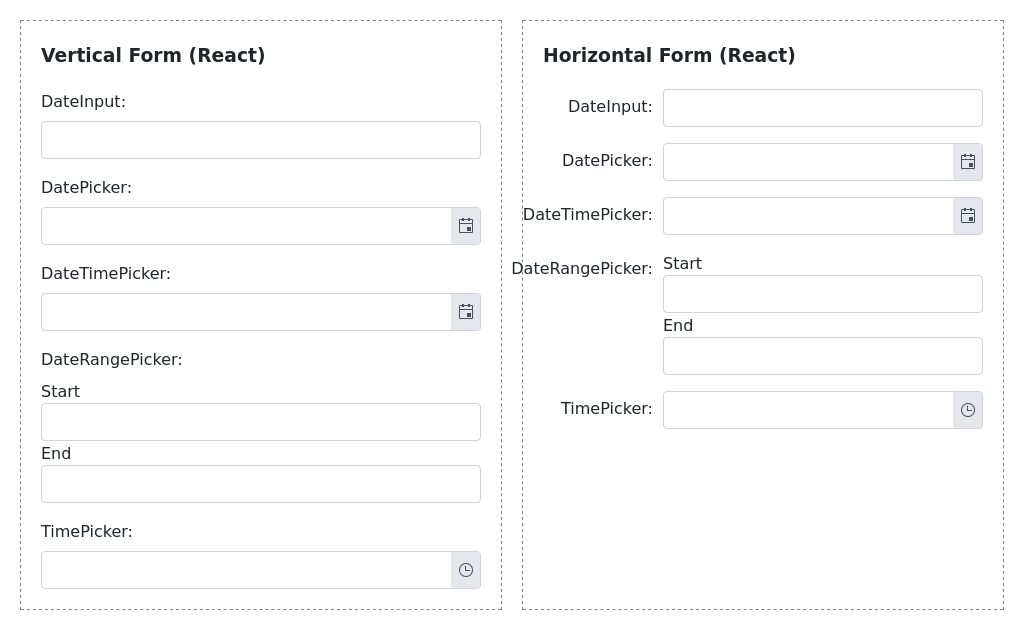 Vertical Form (React)
DateInput:
DatePicker:
DateTimePicker:
DateRangePicker:
Start
End
TimePicker:
Horizontal Form (React)
DateInput:
DatePicker:
DateTimePicker:
DateRangePicker:
Start
End
TimePicker: